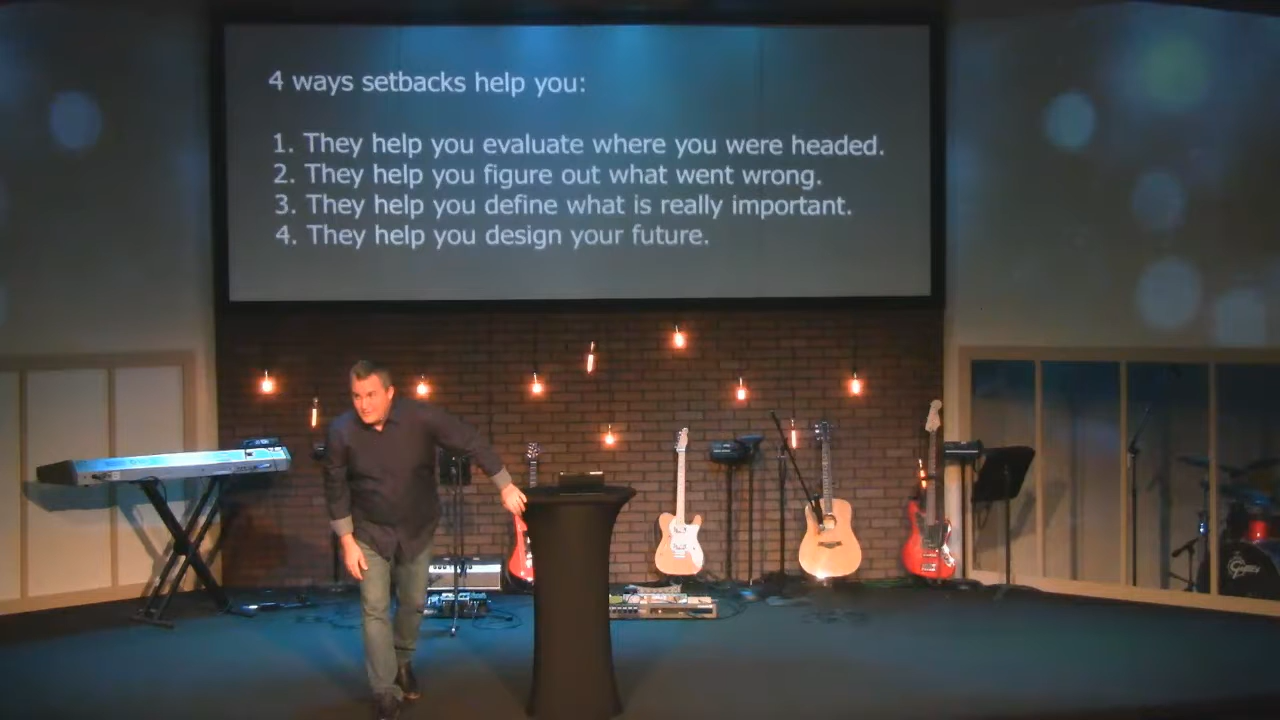 4 ways setbacks help you:
1. They help you evaluate where you were headed.
2. They help you figure out what went wrong.
3. They help you define what is really important.
4. They help you design your future.
Gretsch